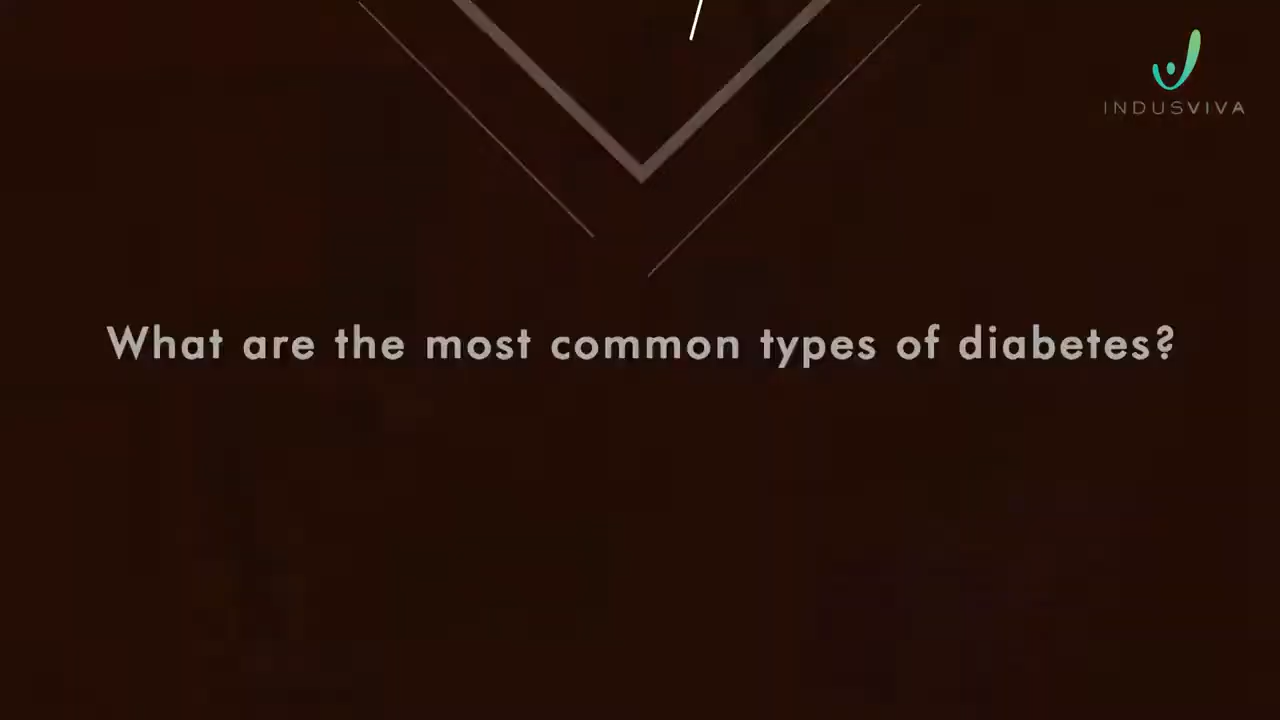 INDUSVIVA
What are the most common types of diabetes?